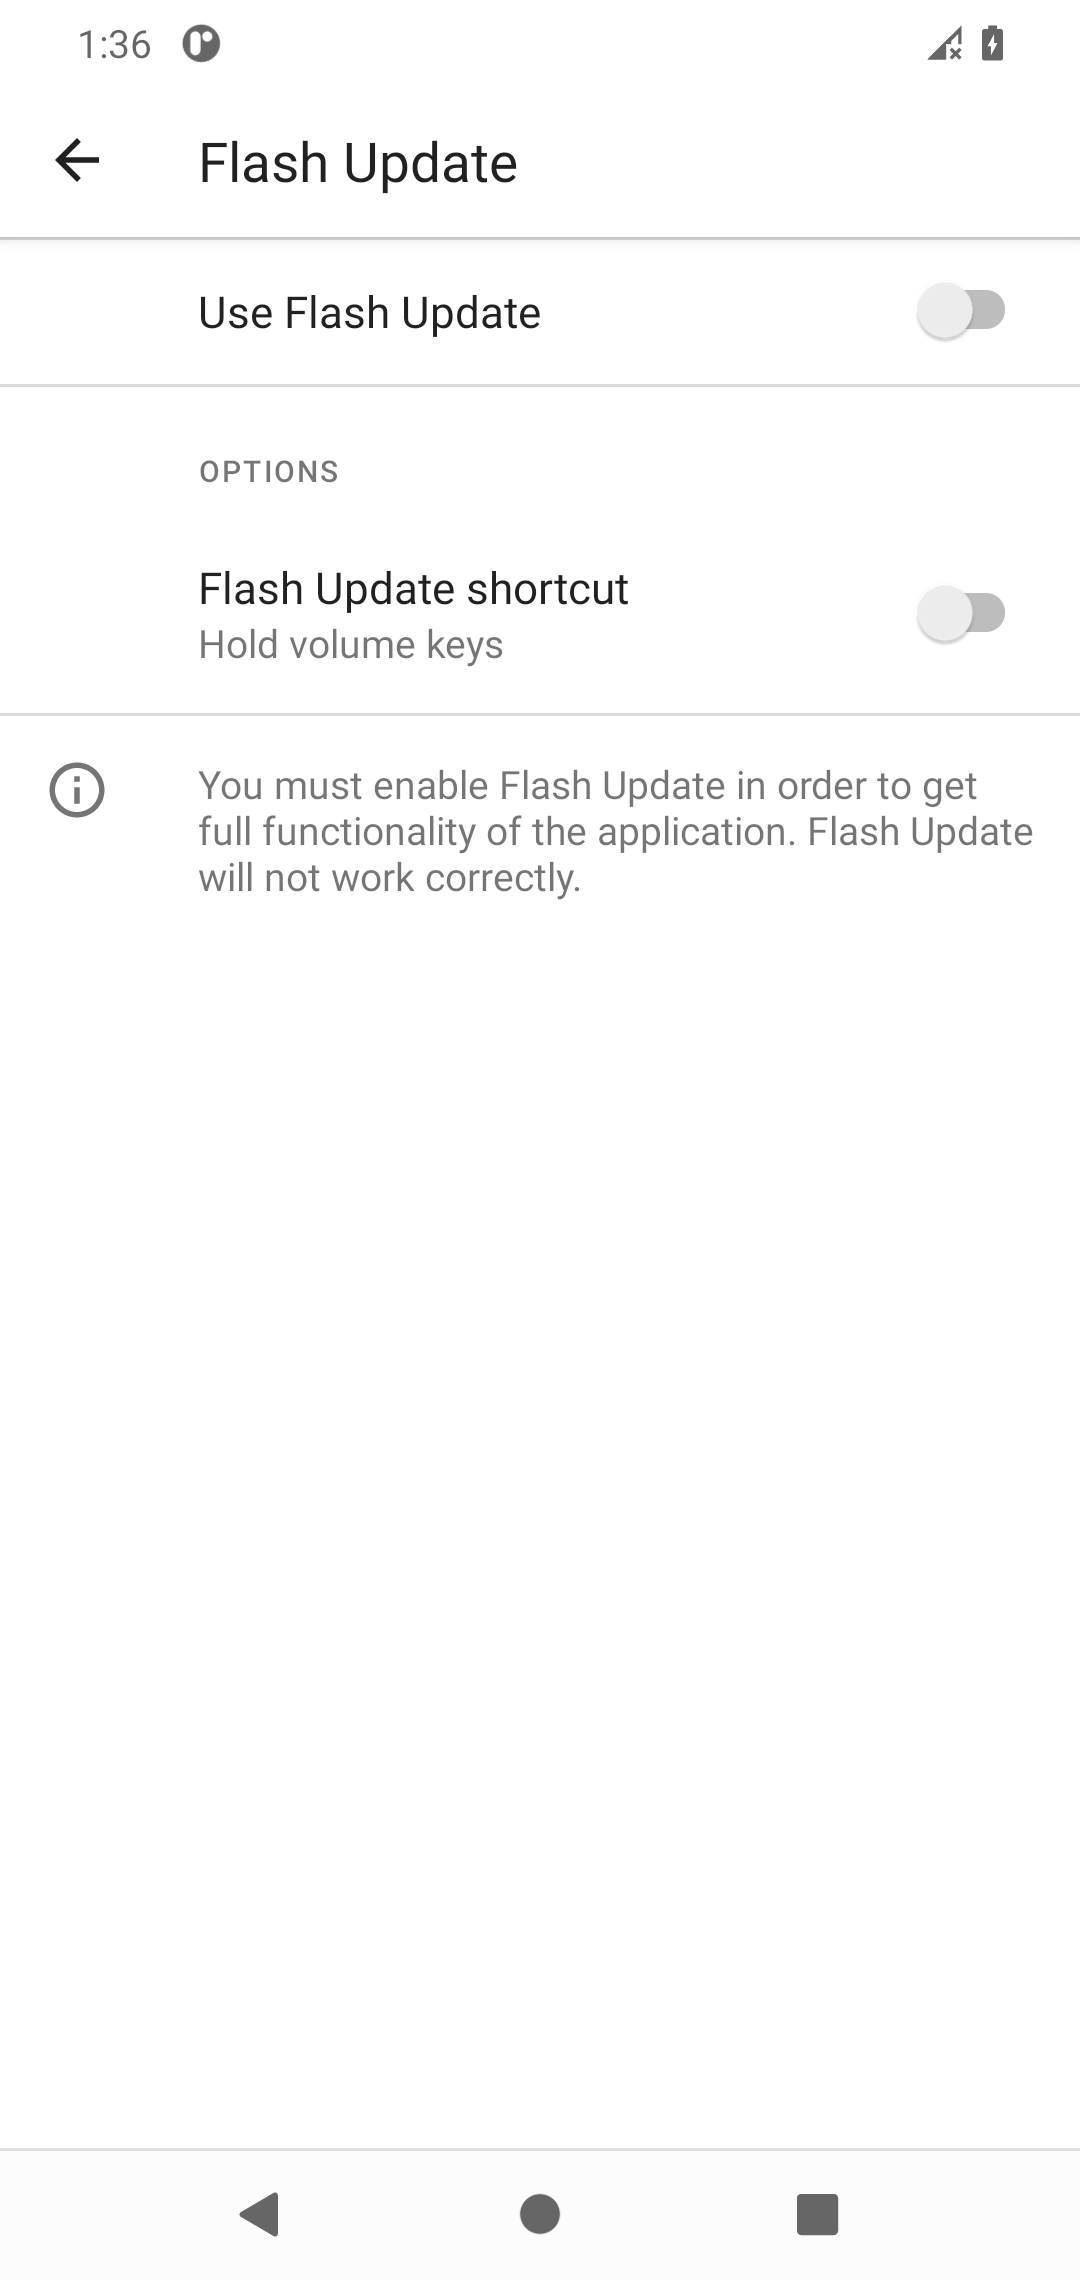 1:36
Flash Update
Use Flash Update
OPTIONS
Flash Update shortcut
Hold volume keys
You must enable Flash Update in order to get
full functionality of the application. Flash Update
will not work correctly.